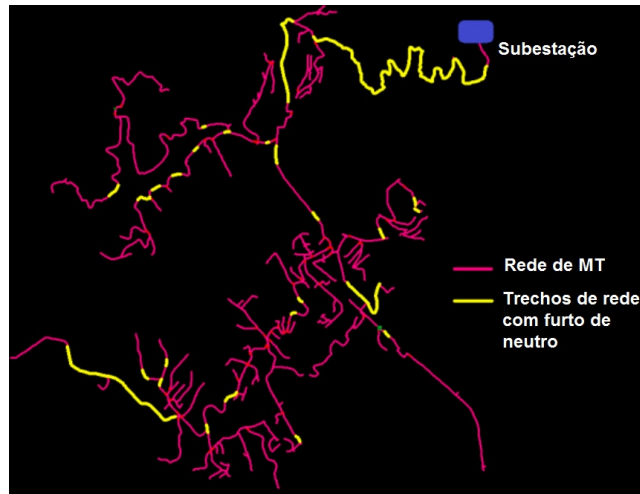 Subestação
Rede de MT
Trechos de rede
com furto de
neutro